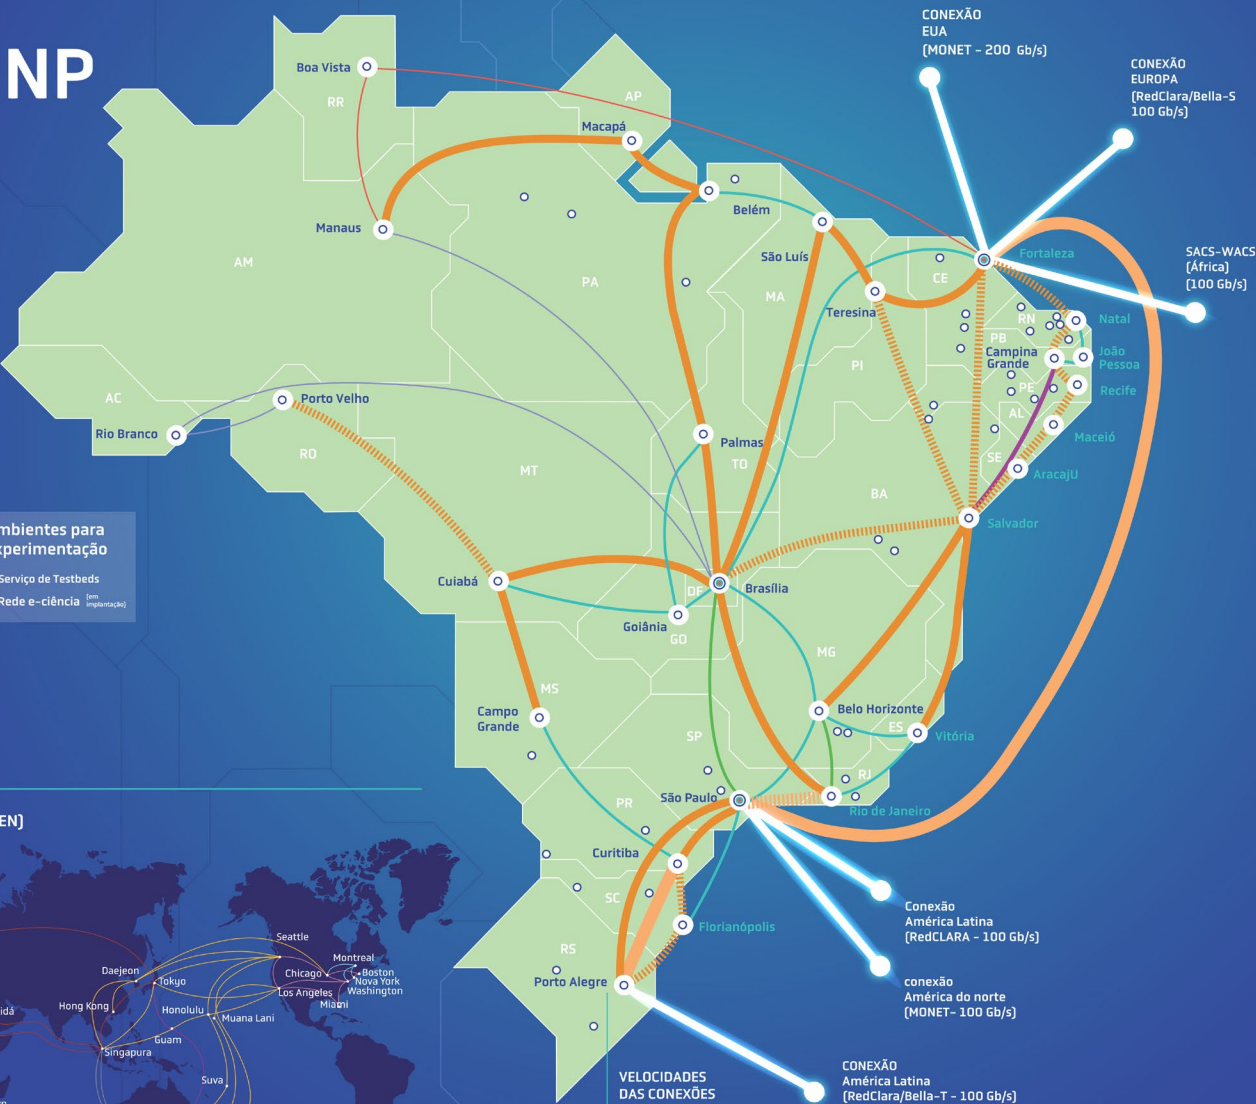 NP
CONEXÃO
EUA
(MONET - 200 Gb/s)
CONEXÃO
EUROPA
(RedClara/Bella-S
100 Gb/s)
SACS-WACS
(África)
(100 Gb/s)
Boa Vista
RR
AP
Macapá
Belém
Manaus
São Luís
Fortaleza
AM
PA
MA
CE
Teresina
RN
Natal
PB
Campina
Grande
João
Pessoa
PI
PE
Recife
AC
Porto Velho
AL
Rio Branco
Maceió
RO
MT
Palmas
TO
SE
AracajU
BA
Salvador
mbientes para
xperimentação
Serviço de Testbeds
Rede e-ciência (em
implantação)
Cuiabá
DF
Brasília
Goiânia
GO
MG
MS
Campo
Grande
Belo Horizonte
ES
Vitória
SP
RJ
São Paulo
PR
Rio de Janeiro
EN)
Curitiba
SC
Florianópolis
RS
Porto Alegre
Conexão
América Latina
(RedCLARA - 100 Gb/s)
conexão
América do norte
(MONET- 100 Gb/s)
CONEXÃO
América Latina
(RedClara/Bella-T - 100 Gb/s)
VELOCIDADES
DAS CONEXÕES
Seattle
Montreal
Daejeon
Chicago
Boston
Tokyo
Nova York
Los Angeles
Washington
Hong Kong
Honolulu
Miami
Muana Lani
idá
Guam
Singapura
Suva